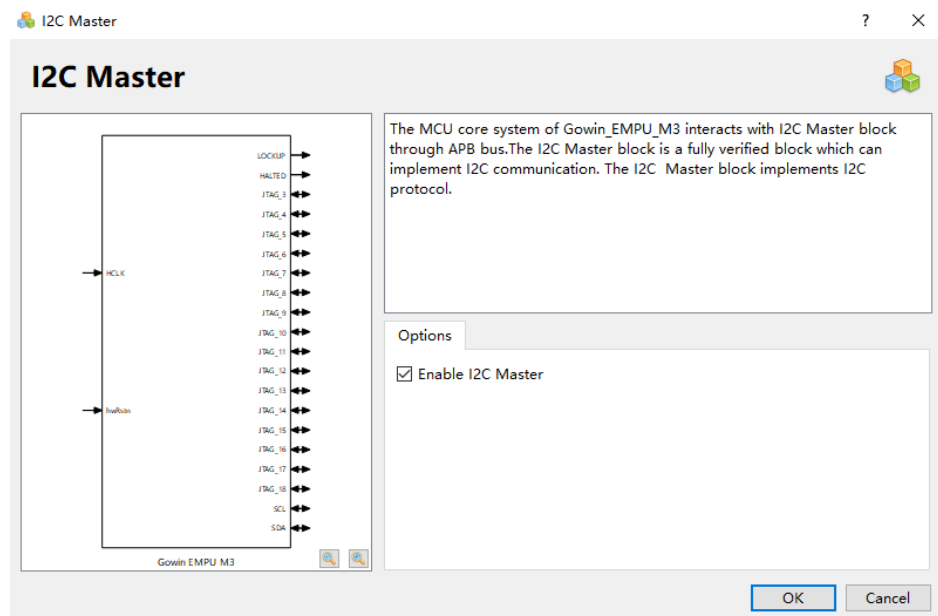 I2C Master
?
I2C Master
LOCKUP
HALTED
JTAG_3
JTAG_4
JTAG_5
JTAG_6
HCLK
JTAG_7
JTAG_8
JTAG_9
JTAG_10
JTAG_11
JTAG_12
JTAG_13
hwRstn
JTAG_14
JTAG_15
JTAG_16
JTAG_17
JTAG_18
SCL
SDA
Gowin EMPU M3
The MCU core system of Gowin_EMPU_M3 interacts with I2C Master block
through APB bus.The I2C Master block is a fully verified block which can
implement I2C communication. The I2C  Master block implements I2C
protocol.
Options
Enable I2C Master
OK
Cancel